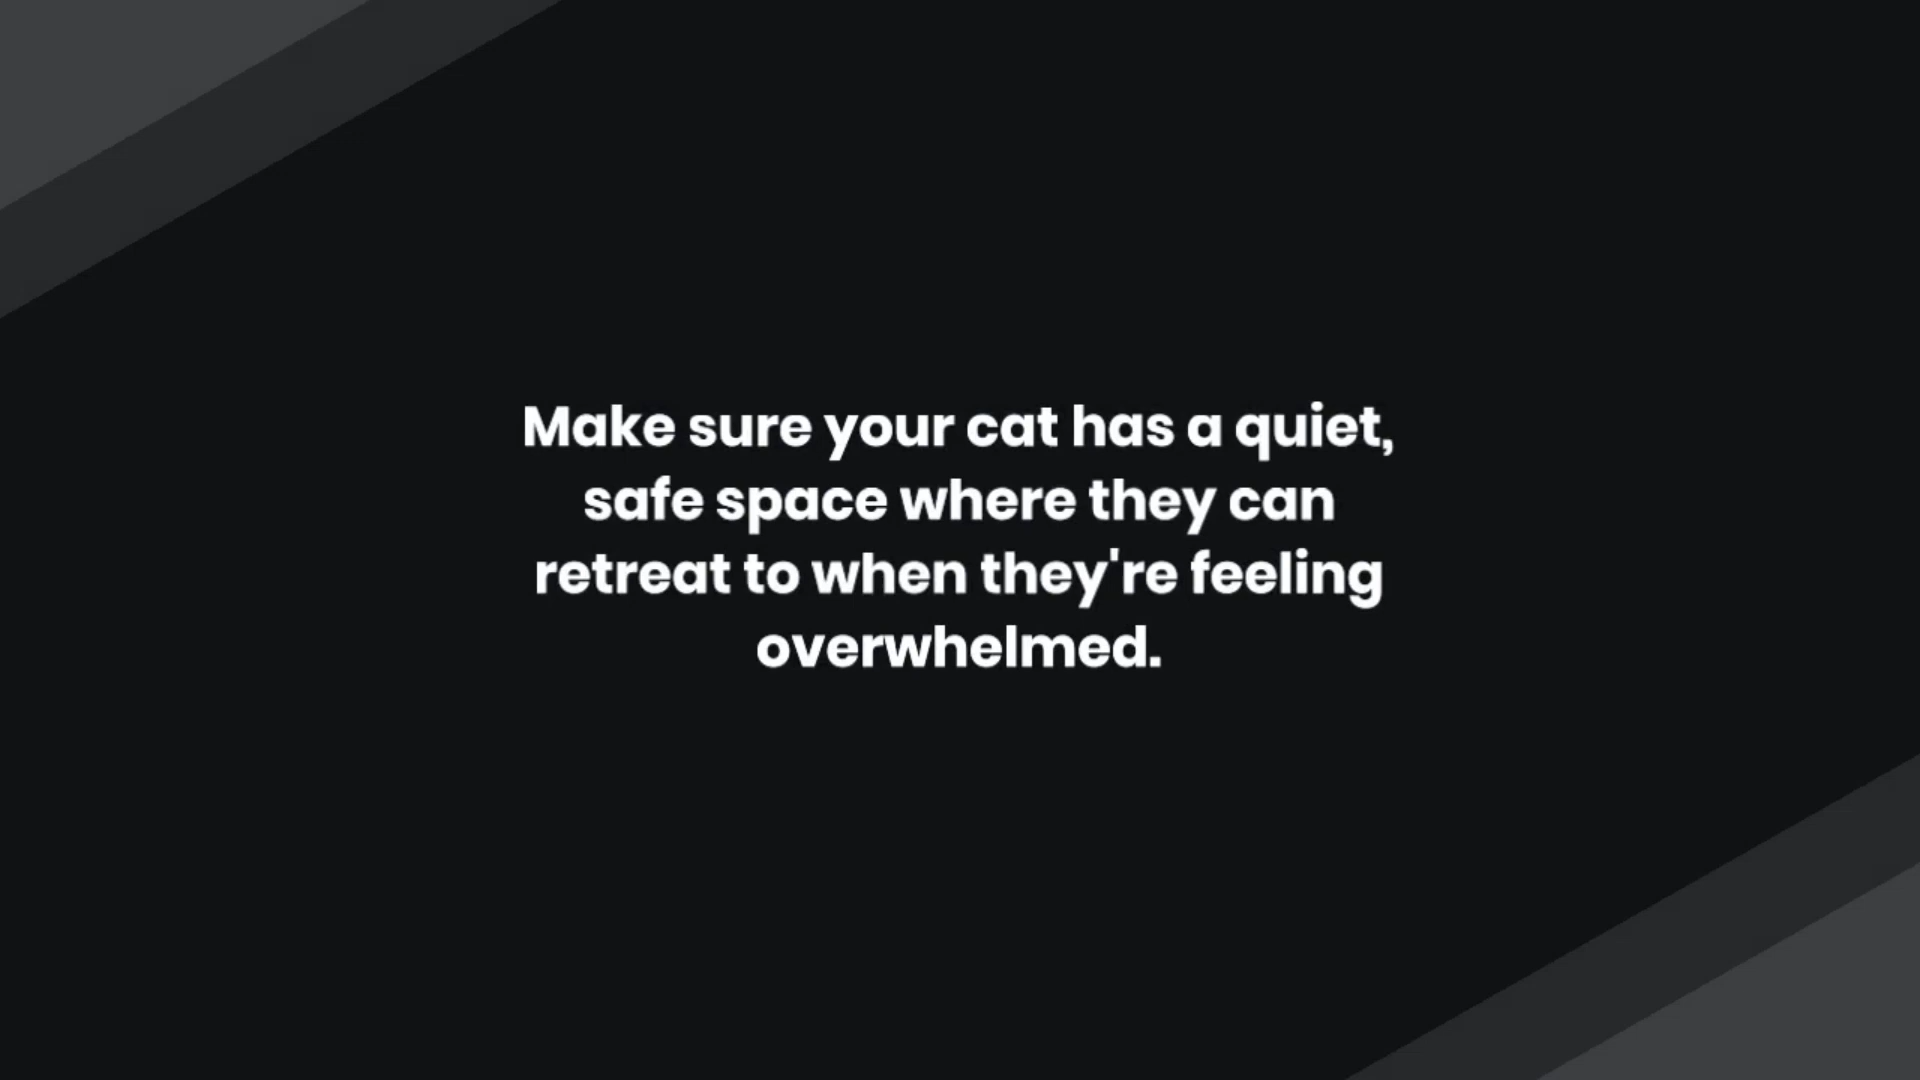 Make sure your cat has a quiet,
safe space where they can
retreat to when they're feeling
overwhelmed.